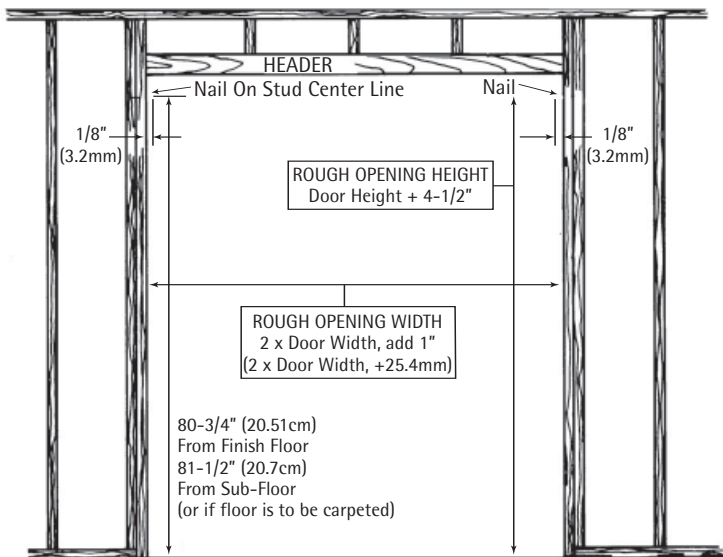 HEADER
Nail On Stud Center Line
Nail
1/8"
(3.2mm)
1/8"
(3.2mm)
ROUGH OPENING HEIGHT
Door Height + 4-1/2"
ROUGH OPENING WIDTH
2 x Door Width, add 1"
(2 x Door Width, +25.4mm)
80-3/4" (20.51cm)
From Finish Floor
81-1/2" (20.7cm)
From Sub-Floor
(or if floor is to be carpeted)